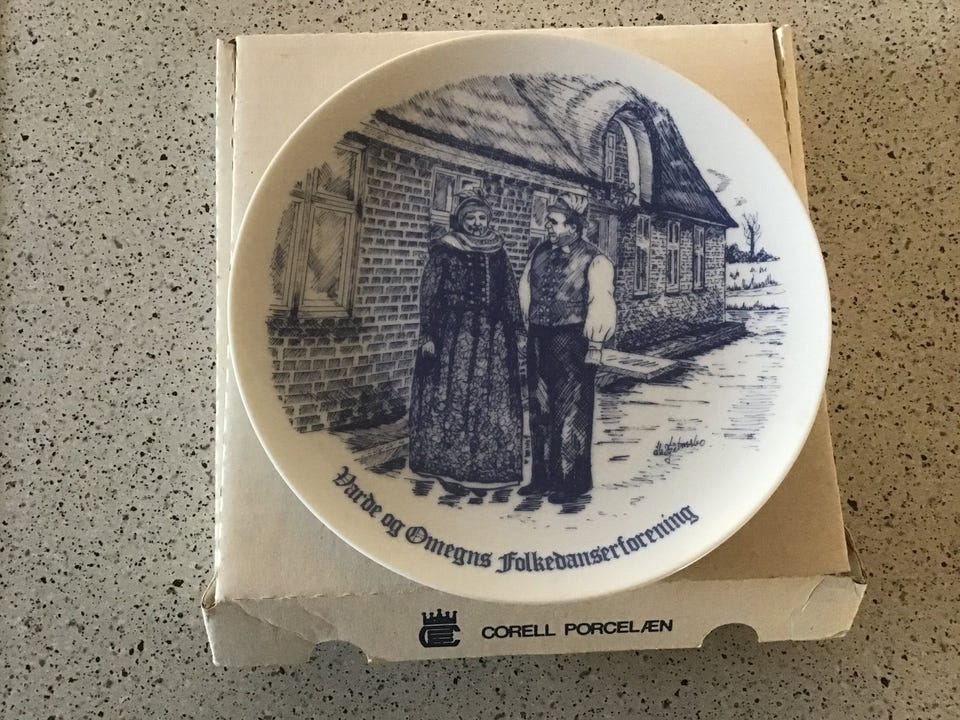 Varde og Omegns Folkedanserforening
CORELL PORCELÆN